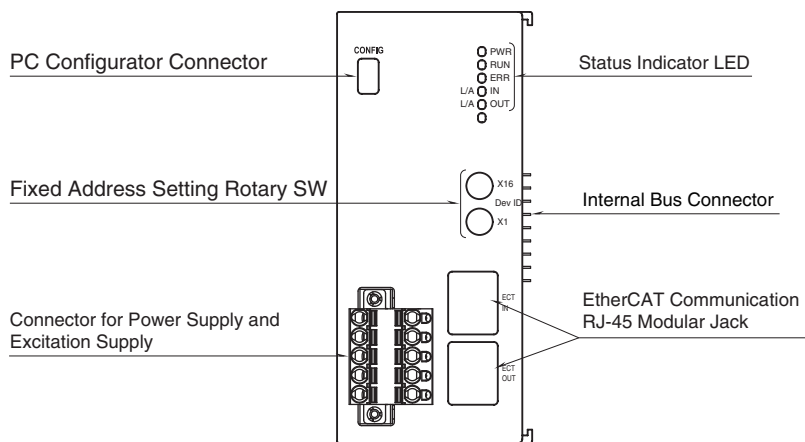 CONFIG
PWR
RUN
ERR
L/A IN
L/A OUT
PC Configurator Connector
Status Indicator LED
Fixed Address Setting Rotary SW
X16
Dev ID
X1
Internal Bus Connector
ECT
IN
EtherCAT Communication
RJ-45 Modular Jack
Connector for Power Supply and
Excitation Supply
ECT
OUT